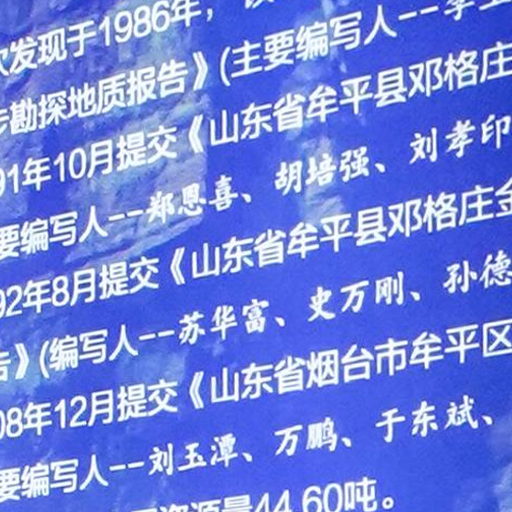 发现于1986年，
勘探地质报告》(主要编写人--李
91年10月提交《山东省牟平县邓格庄
要编写人--郑恩喜、胡培强、刘孝印
92年8月提交《山东省牟平县邓格庄金
告》(编写人--苏华富、史万刚、孙德
08年12月提交《山东省烟台市牟平区
要编写人--刘玉潭、万鹏、于东斌、
资源量44.60吨。